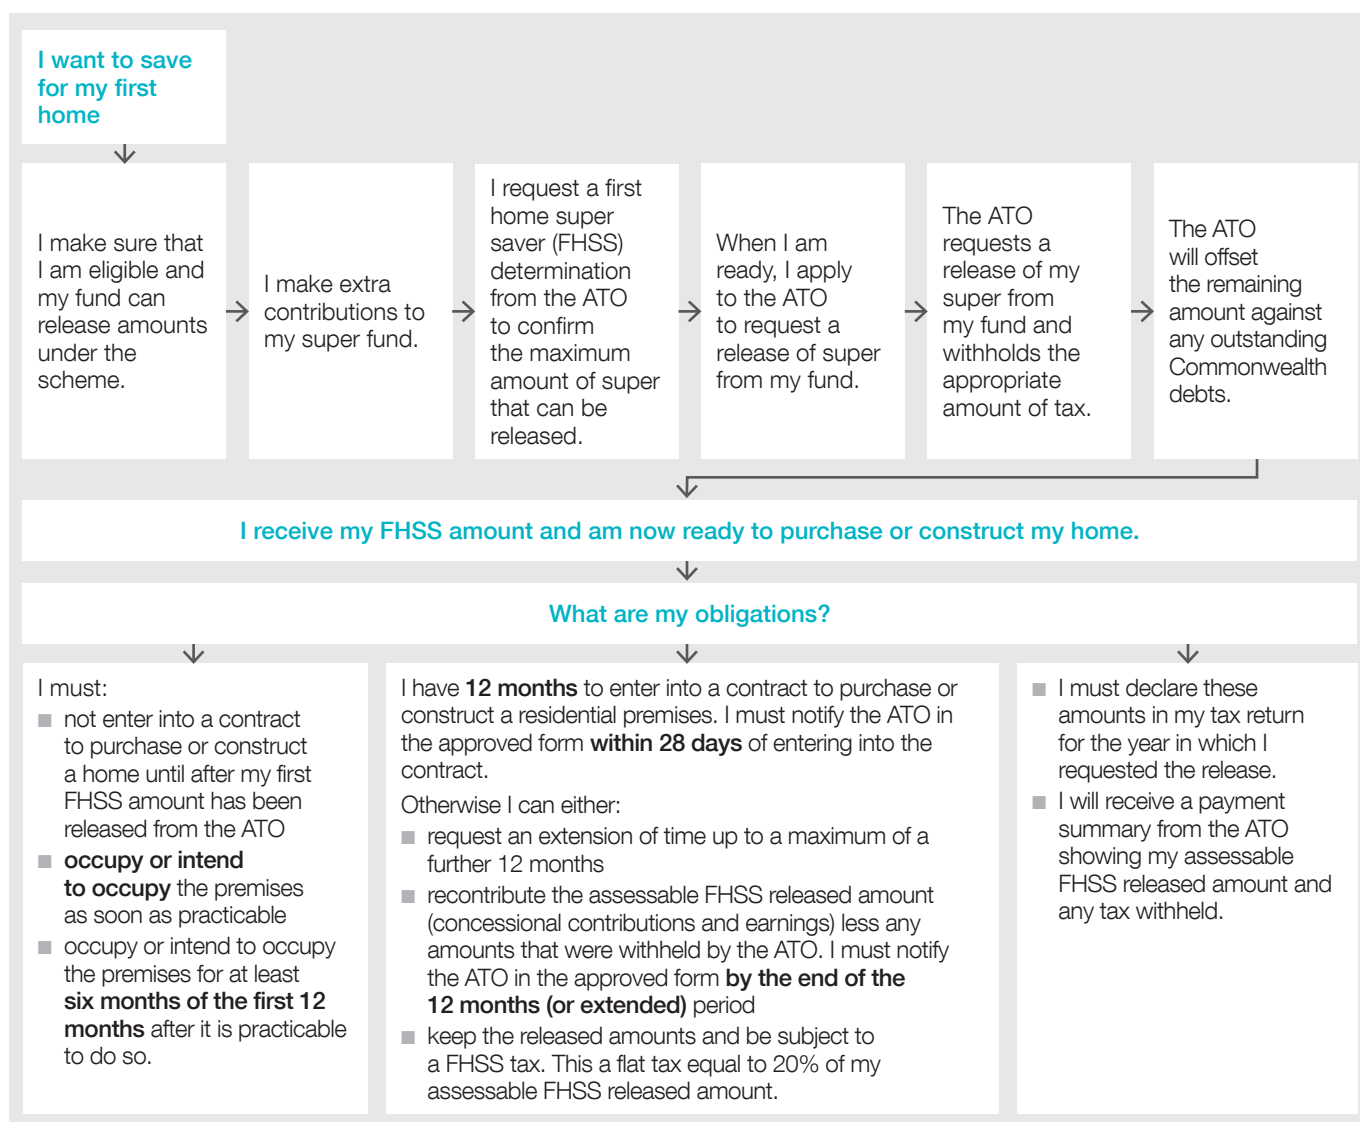 I want to save
for my first
home
I make sure that
I am eligible and
my fund can
release amounts
under the
scheme.
I make extra
contributions to
my super fund.
I request a first
home super
saver (FHSS)
determination
from the ATO
to confirm
the maximum
amount of super
that can be
released.
When I am
ready, I apply
to the ATO
to request a
release of super
from my fund.
The ATO
requests a
release of my
super from
my fund and
withholds the
appropriate
amount of tax.
The ATO
will offset
the remaining
amount against
any outstanding
Commonwealth
debts.
I receive my FHSS amount and am now ready to purchase or construct my home.
What are my obligations?
I must:
■ not enter into a contract
to purchase or construct
a home until after my first
FHSS amount has been
released from the ATO
■ occupy or intend
to occupy the premises
as soon as practicable
■ occupy or intend to occupy
the premises for at least
six months of the first 12
months after it is practicable
to do so.
I have 12 months to enter into a contract to purchase or
construct a residential premises. I must notify the ATO in
the approved form within 28 days of entering into the
contract.
Otherwise I can either:
■ request an extension of time up to a maximum of a
further 12 months
■ recontribute the assessable FHSS released amount
(concessional contributions and earnings) less any
amounts that were withheld by the ATO. I must notify
the ATO in the approved form by the end of the
12 months (or extended) period
■ keep the released amounts and be subject to
a FHSS tax. This a flat tax equal to 20% of my
assessable FHSS released amount.
■ I must declare these
amounts in my tax return
for the year in which I
requested the release.
■ I will receive a payment
summary from the ATO
showing my assessable
FHSS released amount and
any tax withheld.